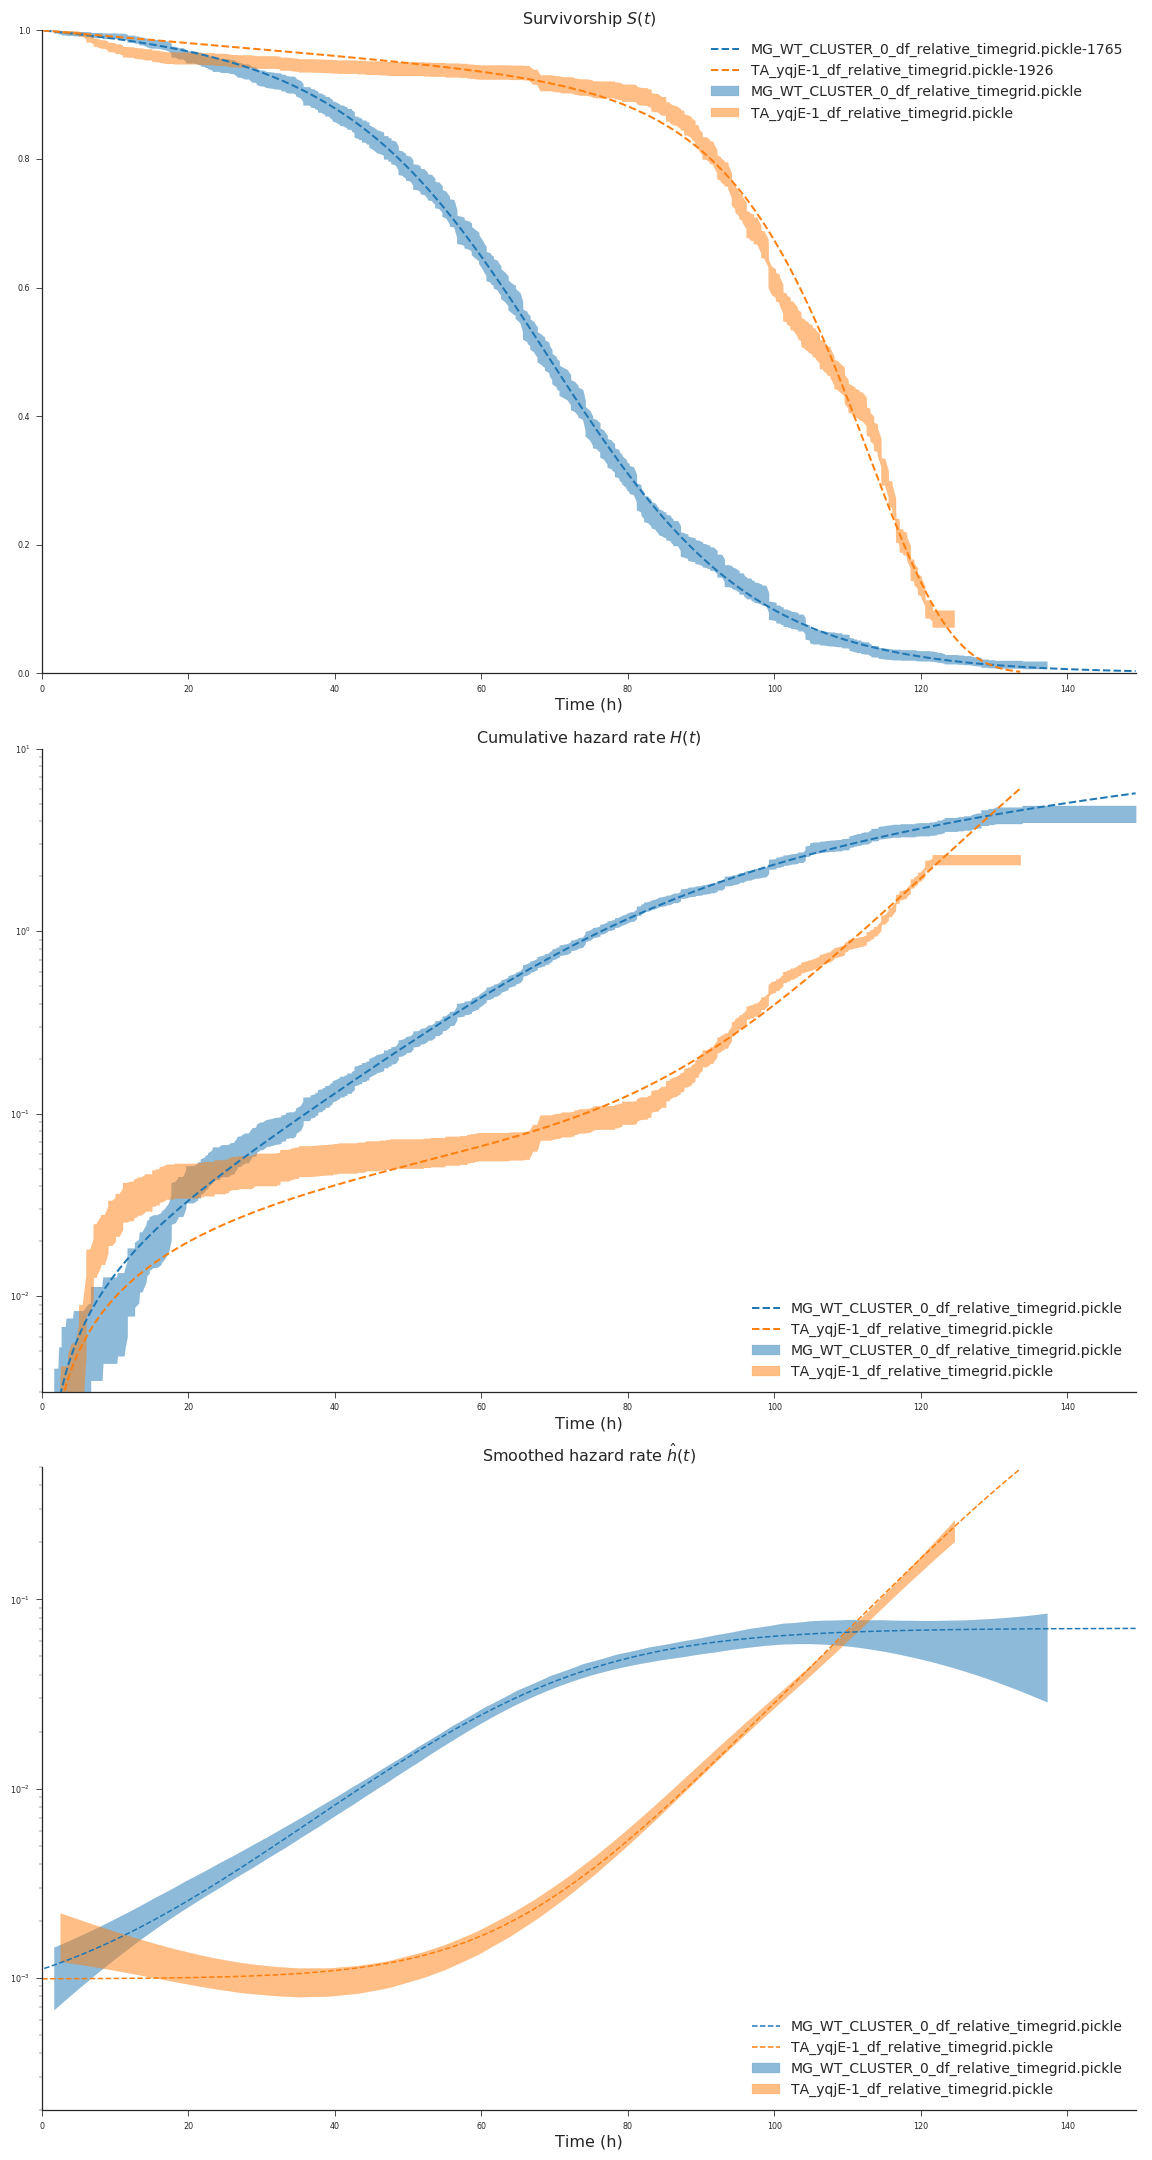 Survivorship S(t)
1.0
0.8
0.6
0.4
0.2
0.0
MG_WT_CLUSTER_0_df_relative_timegrid.pickle-1765
TA_yqjE-1_df_relative_timegrid.pickle-1926
MG_WT_CLUSTER_0_df_relative_timegrid.pickle
TA_yqjE-1_df_relative_timegrid.pickle
0 20 40 60 80 100 120 140
Time (h)
Cumulative hazard rate H(t)
10¹
10⁰
10⁻¹
10⁻²
MG_WT_CLUSTER_0_df_relative_timegrid.pickle
TA_yqjE-1_df_relative_timegrid.pickle
MG_WT_CLUSTER_0_df_relative_timegrid.pickle
TA_yqjE-1_df_relative_timegrid.pickle
0 20 40 60 80 100 120 140
Time (h)
Smoothed hazard rate ĥ(t)
10⁻¹
10⁻²
10⁻³
MG_WT_CLUSTER_0_df_relative_timegrid.pickle
TA_yqjE-1_df_relative_timegrid.pickle
MG_WT_CLUSTER_0_df_relative_timegrid.pickle
TA_yqjE-1_df_relative_timegrid.pickle
0 20 40 60 80 100 120 140
Time (h)